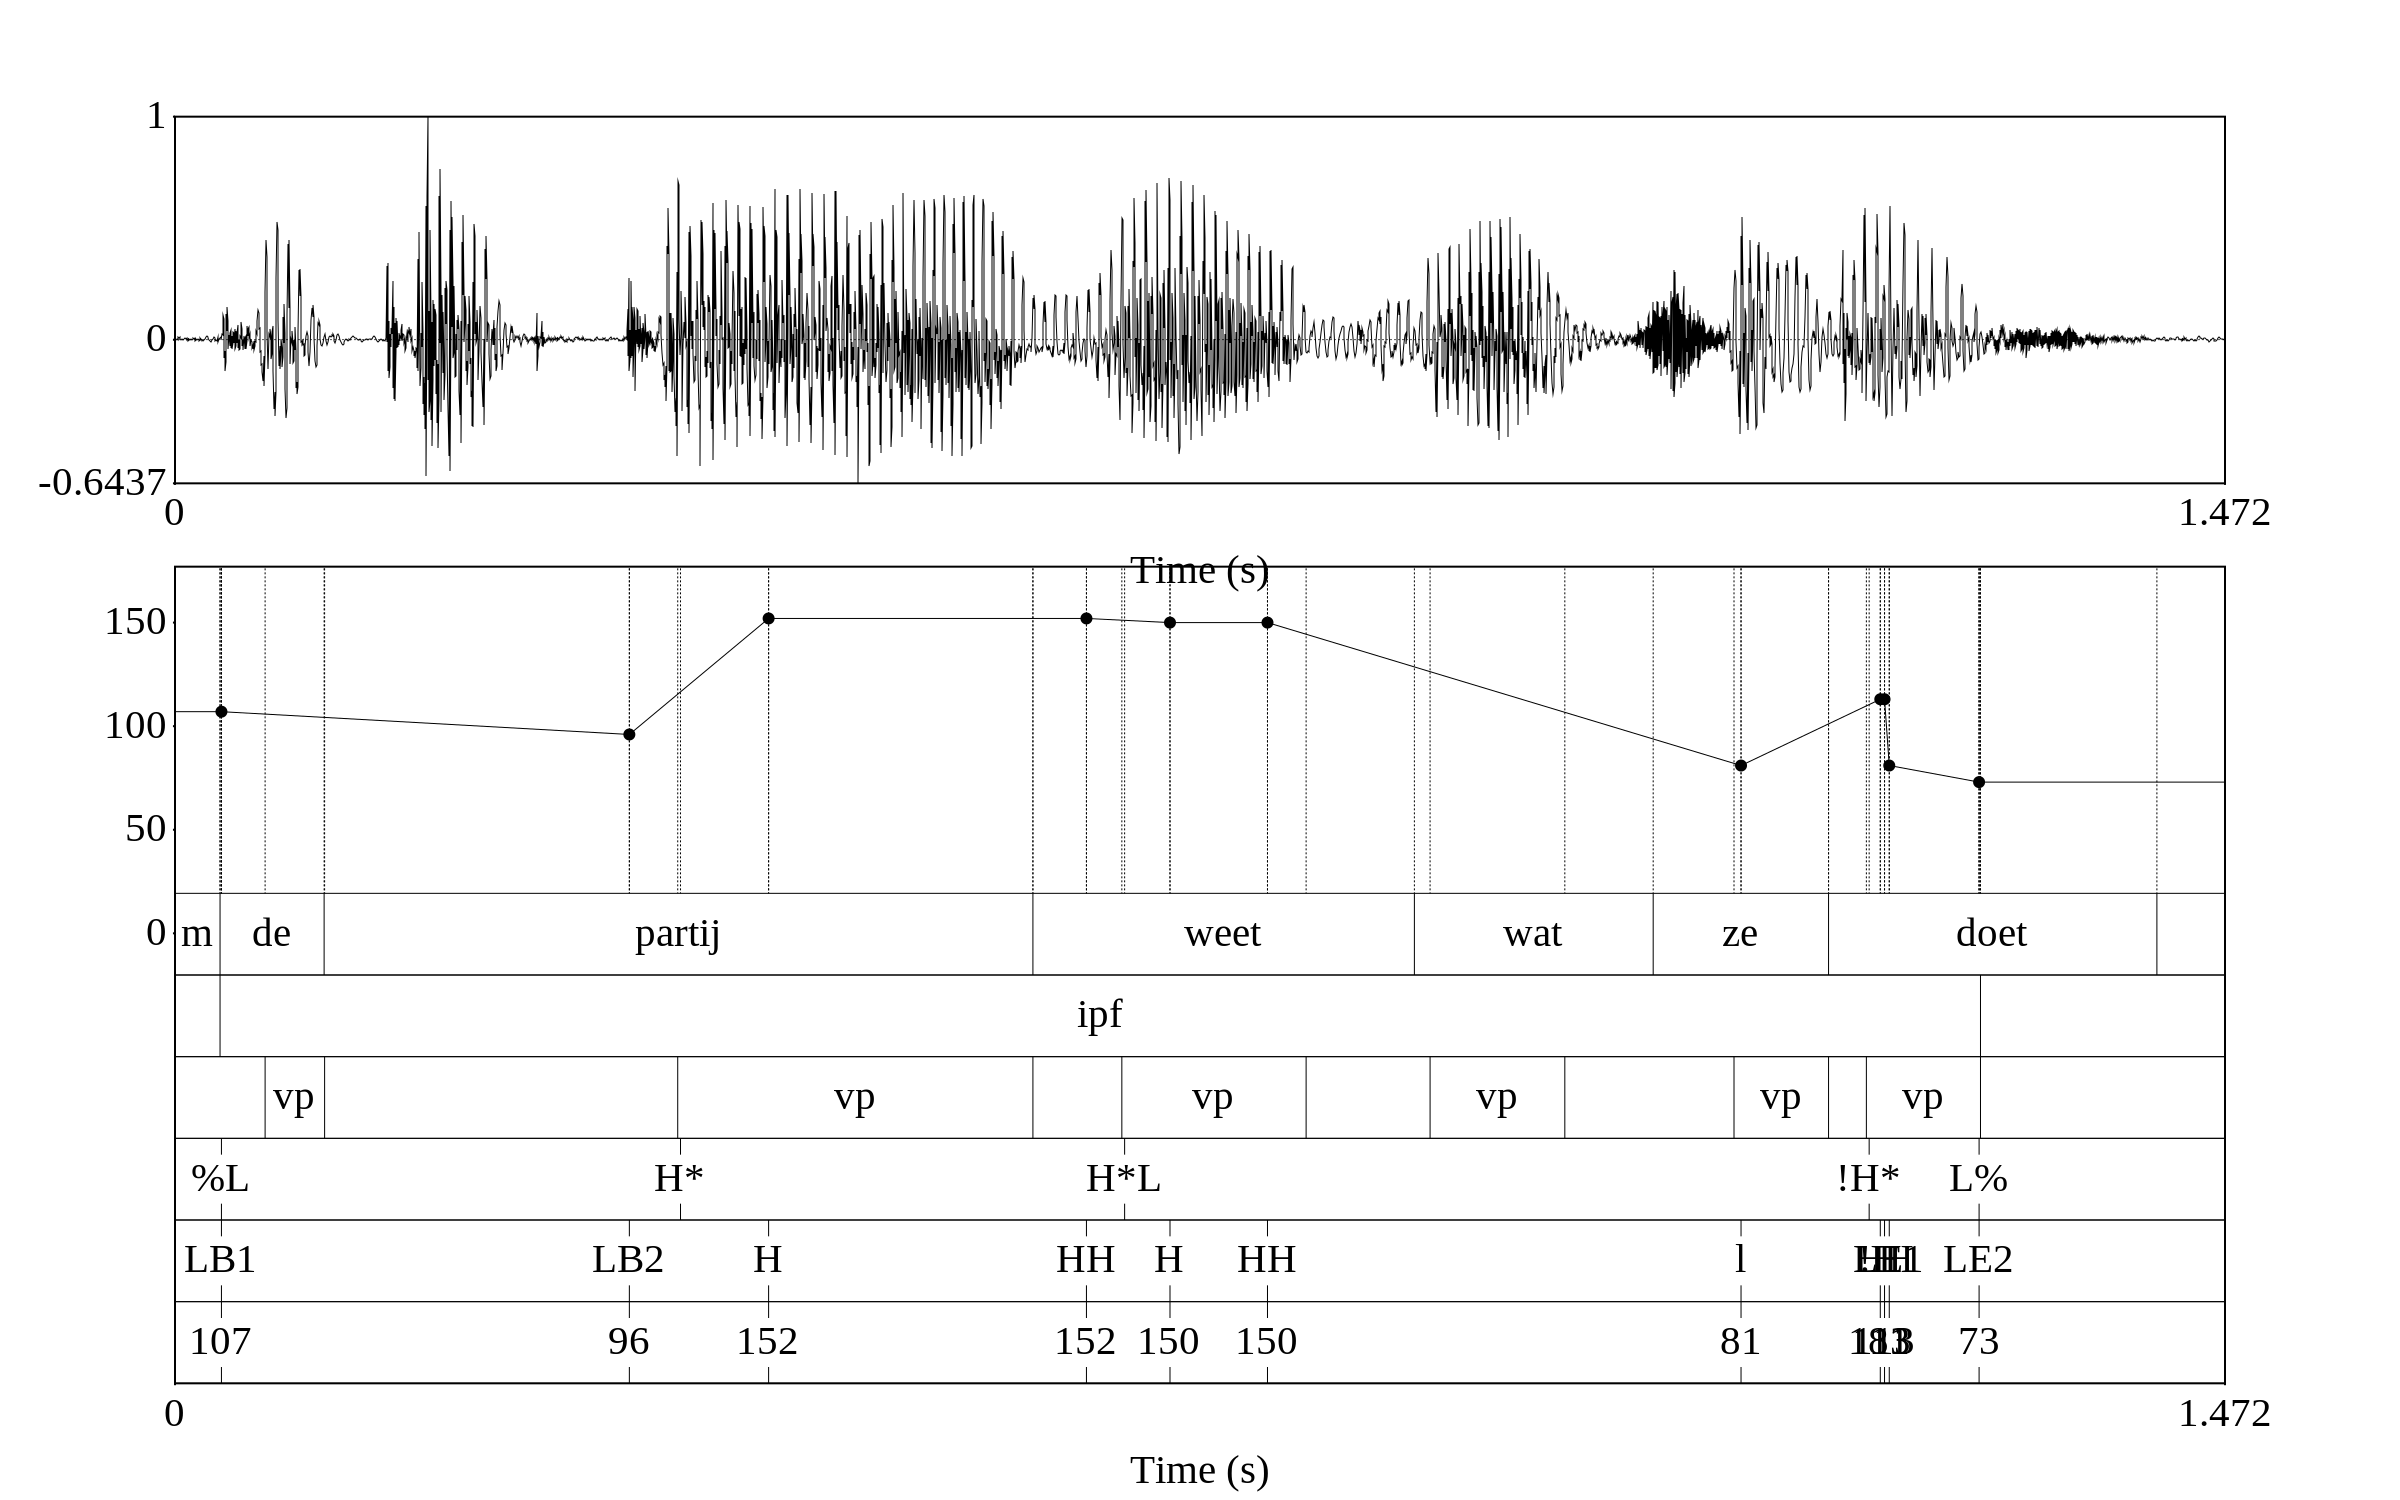 1
0
-0.6437
0 1.472
Time (s)
150
100
50
0
m de partij weet wat ze doet
ipf
vp vp vp vp vp vp
%L H* H*L !H* L%
LB1 LB2 H HH H HH l LE2
107 96 152 152 150 150 81 73
0 1.472
Time (s)